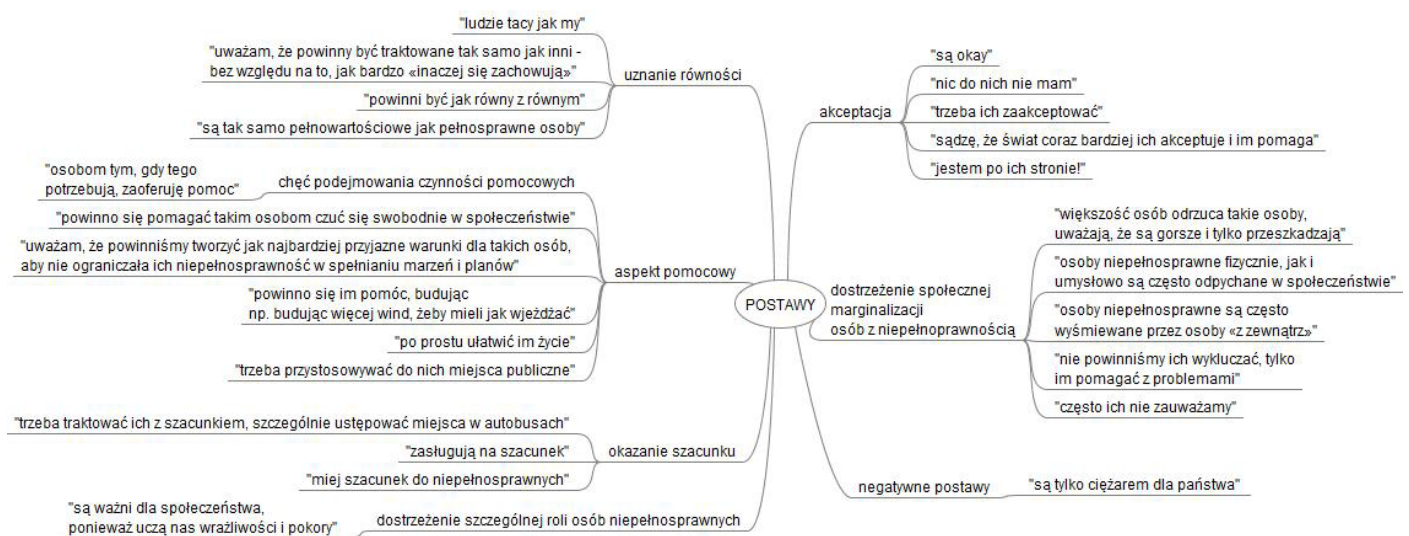 "ludzie tacy jak my"
"uważam, że powinny być traktowane tak samo jak inni -
bez względu na to, jak bardzo «inaczej się zachowują»"
"powinni być jak równy z równym"
"są tak samo pełnowartościowe jak pełnosprawne osoby"
uznanie równości
"osobom tym, gdy tego
potrzebują, zaoferuję pomoc"
chęć podejmowania czynności pomocowych
"powinno się pomagać takim osobom czuć się swobodnie w społeczeństwie"
"uważam, że powinniśmy tworzyć jak najbardziej przyjazne warunki dla takich osób,
aby nie ograniczała ich niepełnosprawność w spełnianiu marzeń i planów"
"powinno się im pomóc, budując
np. budując więcej wind, żeby mieli jak wjeżdżać"
"po prostu ułatwić im życie"
"trzeba przystosowywać do nich miejsca publiczne"
aspekt pomocowy
"trzeba traktować ich z szacunkiem, szczególnie ustępować miejsca w autobusach"
"zasługują na szacunek"
"miej szacunek do niepełnosprawnych"
okazanie szacunku
"są ważni dla społeczeństwa,
ponieważ uczą nas wrażliwości i pokory"
dostrzeżenie szczególnej roli osób niepełnosprawnych
POSTAWY
akceptacja
"są okay"
"nic do nich nie mam"
"trzeba ich zaakceptować"
"sądzę, że świat coraz bardziej ich akceptuje i im pomaga"
"jestem po ich stronie!"
dostrzeżenie społecznej
marginalizacji
osób z niepełnoprawnością
"większość osób odrzuca takie osoby,
uważają, że są gorsze i tylko przeszkadzają"
"osoby niepełnosprawne fizycznie, jak i
umysłowo są często odpychane w społeczeństwie"
"osoby niepełnosprawne są często
wyśmiewane przez osoby «z zewnątrz»"
"nie powinniśmy ich wykluczać, tylko
im pomagać z problemami"
"często ich nie zauważamy"
negatywne postawy
"są tylko ciężarem dla państwa"